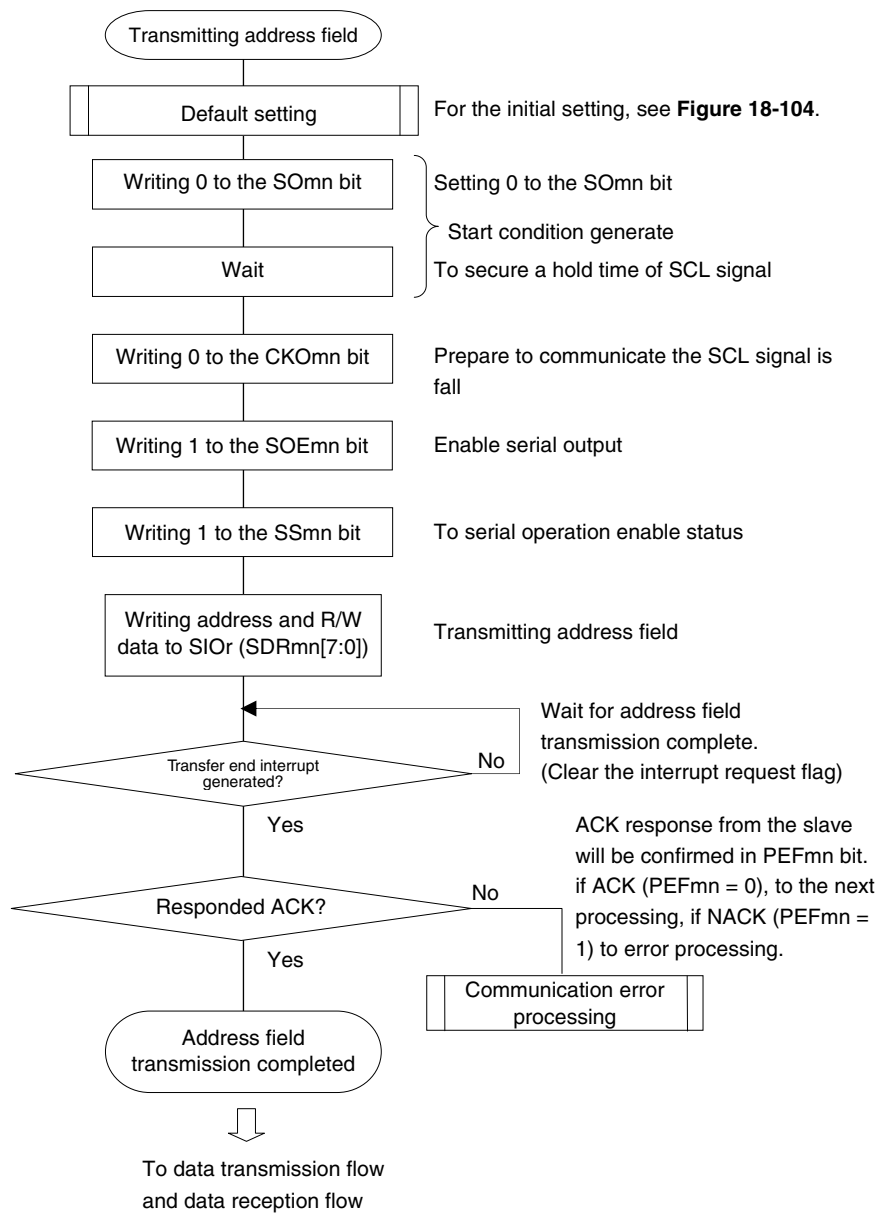 Transmitting address field
Default setting
For the initial setting, see Figure 18-104.
Writing 0 to the SOmn bit
Setting 0 to the SOmn bit
Start condition generate
Wait
To secure a hold time of SCL signal
Writing 0 to the CKOmn bit
Prepare to communicate the SCL signal is
fall
Writing 1 to the SOEmn bit
Enable serial output
Writing 1 to the SSmn bit
To serial operation enable status
Writing address and R/W
data to SIOr (SDRmn[7:0])
Transmitting address field
Wait for address field
transmission complete.
(Clear the interrupt request flag)
Transfer end interrupt
generated?
No
Yes
ACK response from the slave
will be confirmed in PEFmn bit.
if ACK (PEFmn = 0), to the next
processing, if NACK (PEFmn =
1) to error processing.
Responded ACK?
No
Yes
Communication error
processing
Address field
transmission completed
To data transmission flow
and data reception flow